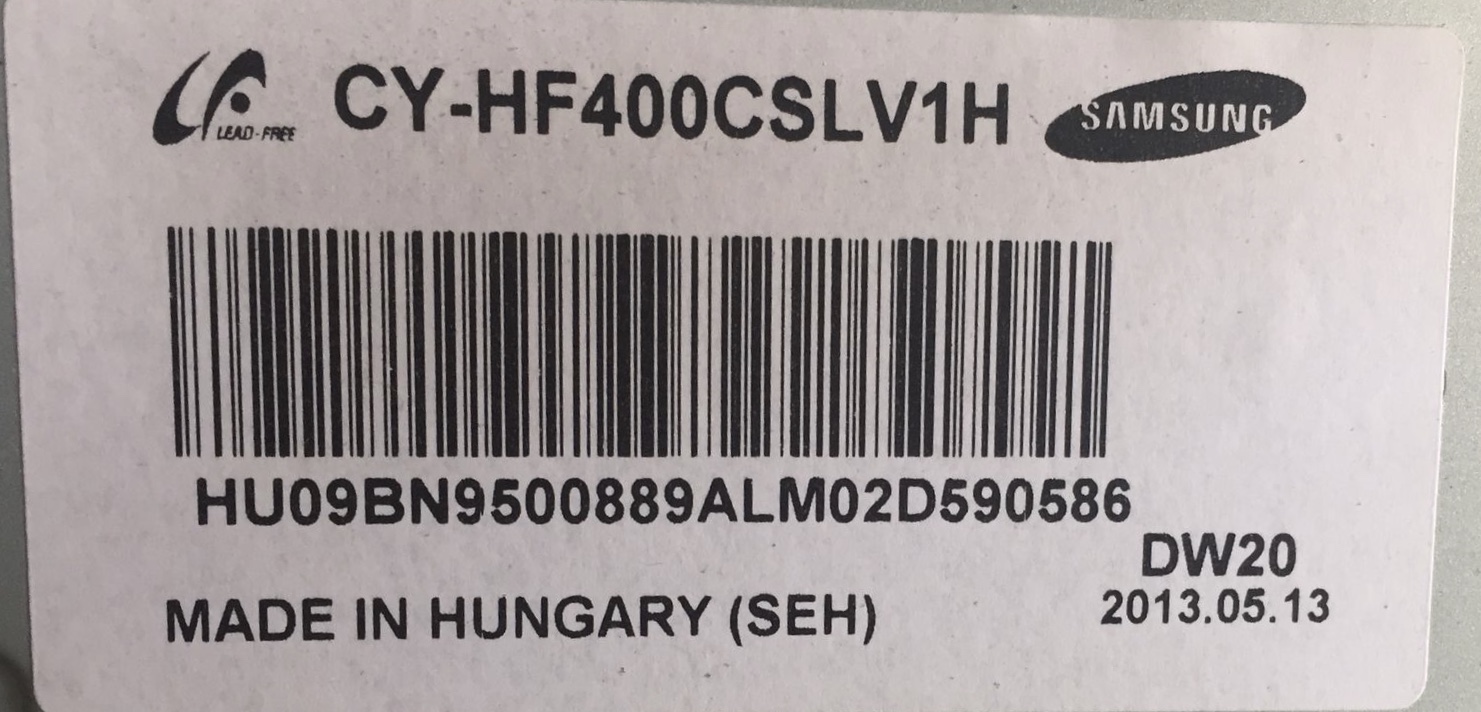 LEAD-FREE CY-HF400CSLV1H SAMSUNG
HU09BN9500889ALM02D590586
DW20
MADE IN HUNGARY (SEH) 2013.05.13